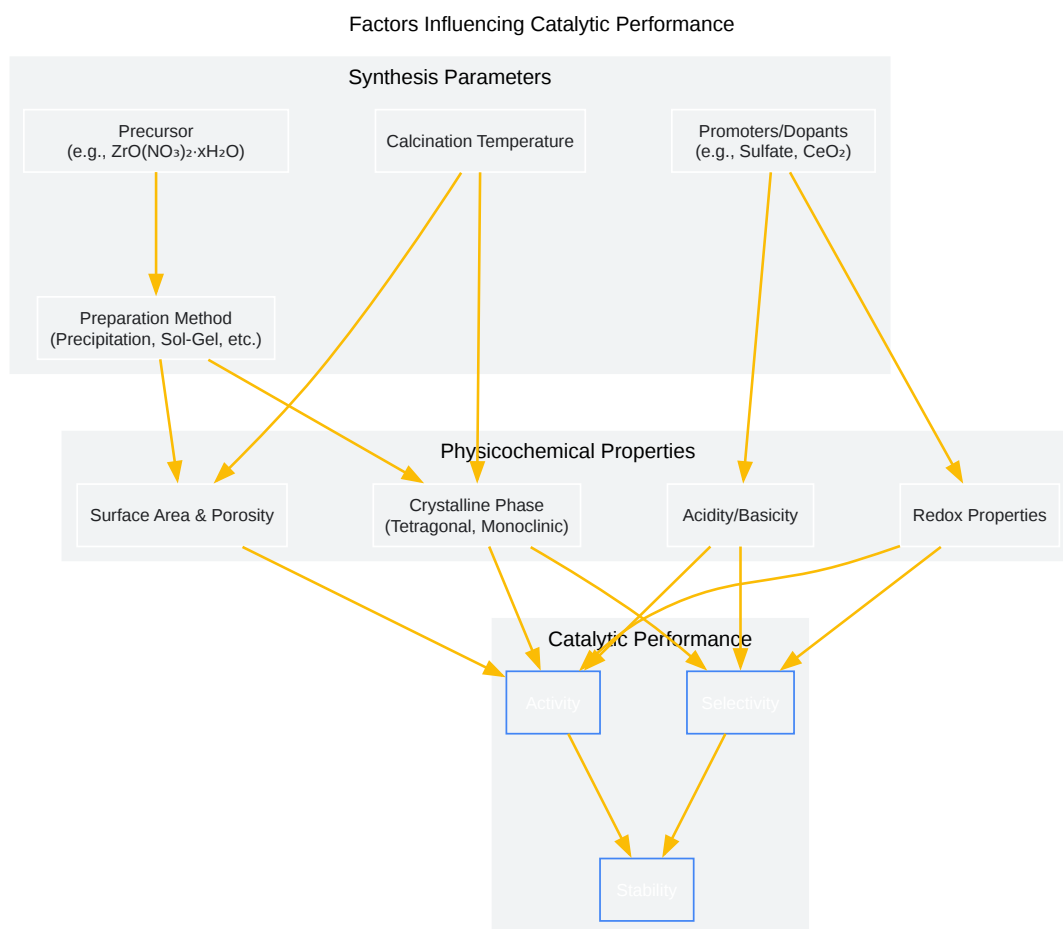 Factors Influencing Catalytic Performance
Synthesis Parameters
Precursor
(e.g., ZrO(NO₃)₂·xH₂O)
Calcination Temperature
Promoters/Dopants
(e.g., Sulfate, CeO₂)
Preparation Method
(Precipitation, Sol-Gel, etc.)
Physicochemical Properties
Surface Area & Porosity
Crystalline Phase
(Tetragonal, Monoclinic)
Acidity/Basicity
Redox Properties
Catalytic Performance
Activity
Selectivity
Stability